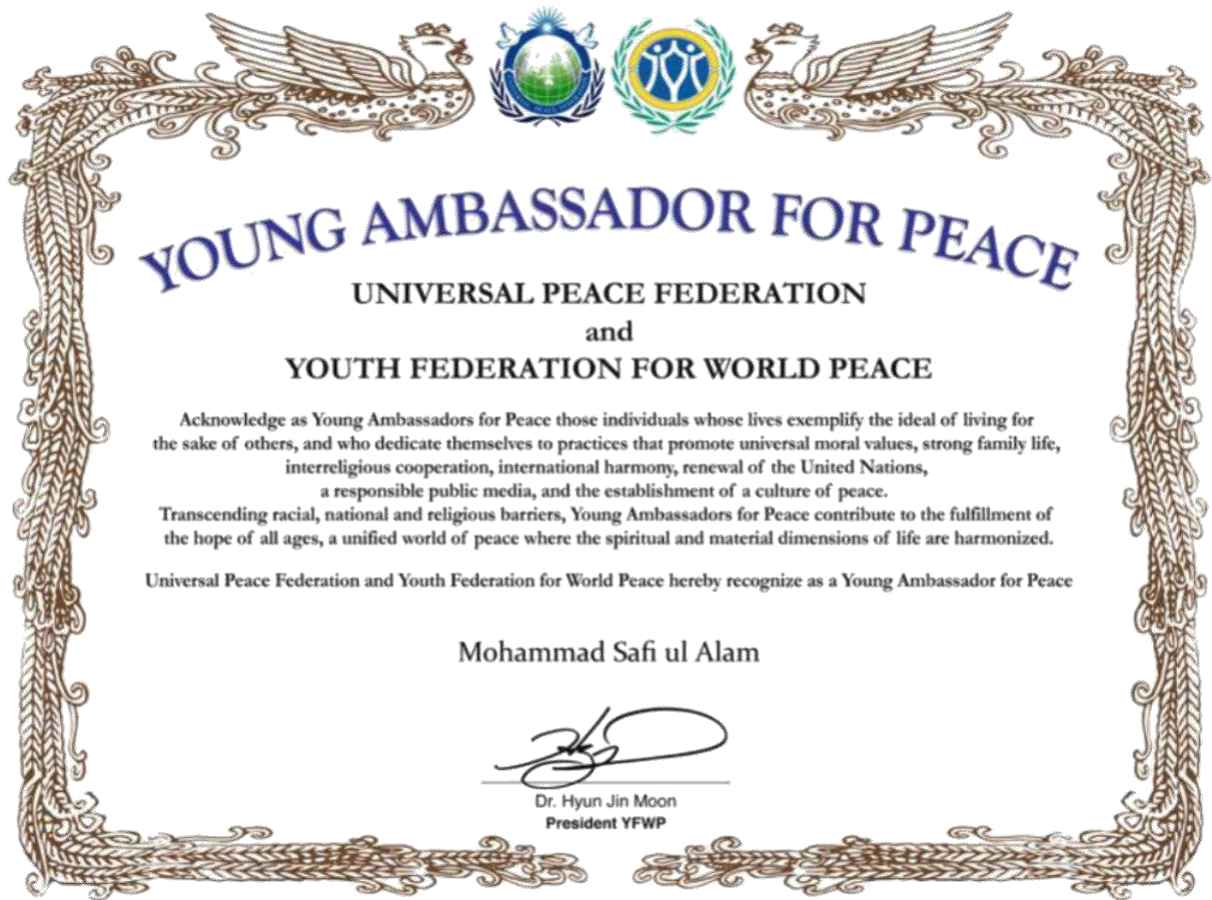 YOUNG AMBASSADOR FOR PEACE
UNIVERSAL PEACE FEDERATION
and
YOUTH FEDERATION FOR WORLD PEACE
Acknowledge as Young Ambassadors for Peace those individuals whose lives exemplify the ideal of living for
the sake of others, and who dedicate themselves to practices that promote universal moral values, strong family life,
interreligious cooperation, international harmony, renewal of the United Nations,
a responsible public media, and the establishment of a culture of peace.
Transcending racial, national and religious barriers, Young Ambassadors for Peace contribute to the fulfillment of
the hope of all ages, a unified world of peace where the spiritual and material dimensions of life are harmonized.
Universal Peace Federation and Youth Federation for World Peace hereby recognize as a Young Ambassador for Peace
Mohammad Safi ul Alam
Dr. Hyun Jin Moon
President YFWP